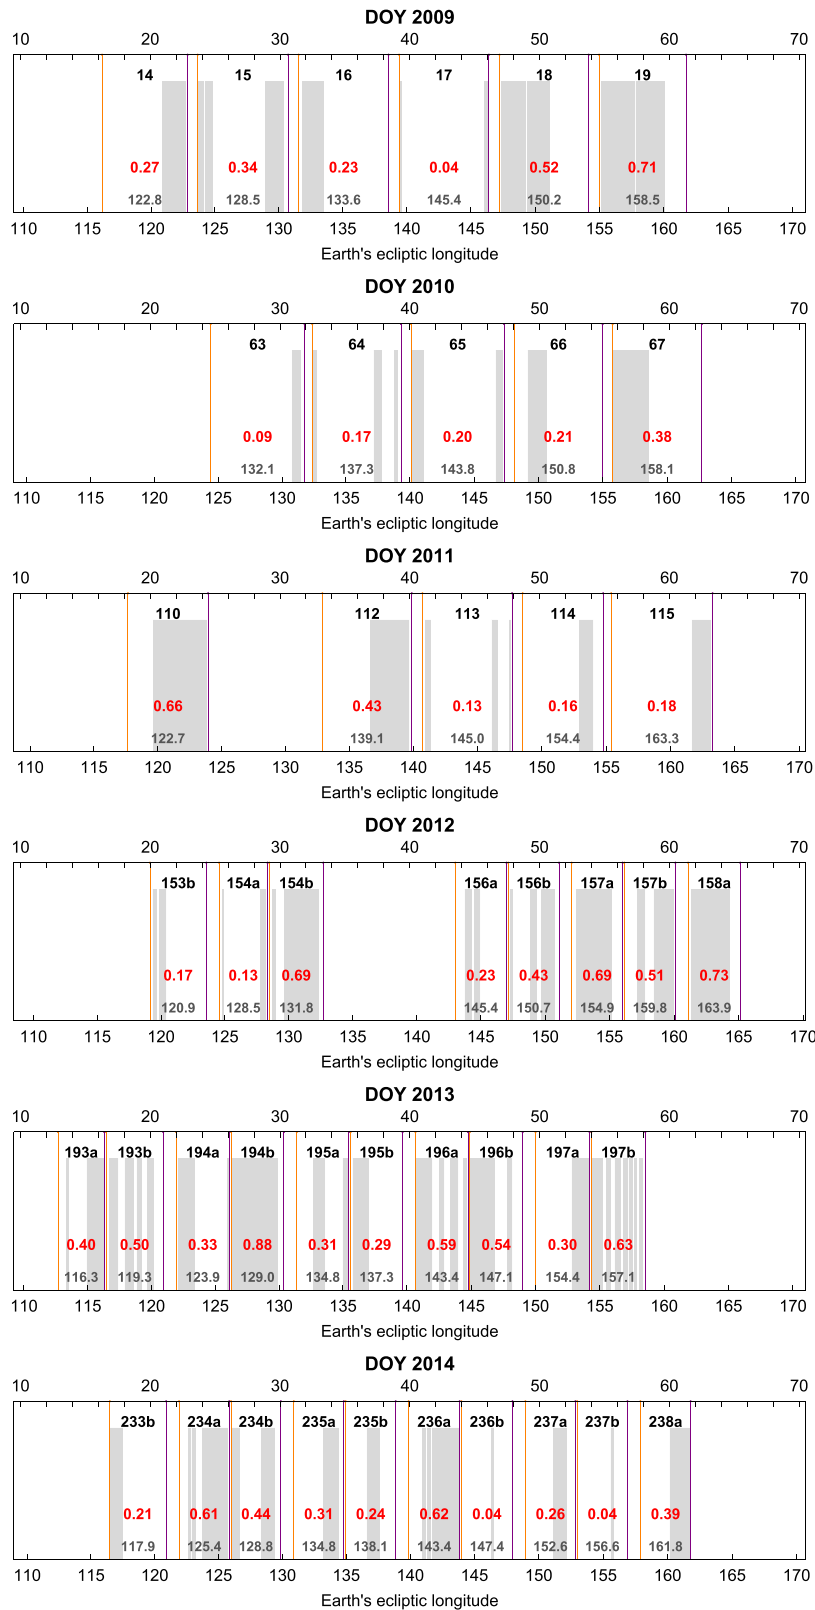 DOY 2009
10 20 30 40 50 60 70
14 15 16 17 18 19
0.27 0.34 0.23 0.04 0.52 0.71
122.8 128.5 133.6 145.4 150.2 158.5
110 115 120 125 130 135 140 145 150 155 160 165 170
Earth's ecliptic longitude
DOY 2010
10 20 30 40 50 60 70
63 64 65 66 67
0.09 0.17 0.20 0.21 0.38
132.1 137.3 143.8 150.8 158.1
110 115 120 125 130 135 140 145 150 155 160 165 170
Earth's ecliptic longitude
DOY 2011
10 20 30 40 50 60 70
110 112 113 114 115
0.66 0.43 0.13 0.16 0.18
122.7 139.1 145.0 154.4 163.3
110 115 120 125 130 135 140 145 150 155 160 165 170
Earth's ecliptic longitude
DOY 2012
10 20 30 40 50 60 70
153b 154a 154b 156a 156b 157a 157b 158a
0.17 0.13 0.69 0.23 0.43 0.69 0.51 0.73
120.9 128.5 131.8 145.4 150.7 154.9 159.8 163.9
110 115 120 125 130 135 140 145 150 155 160 165 170
Earth's ecliptic longitude
DOY 2013
10 20 30 40 50 60 70
193a 193b 194a 194b 195a 195b 196a 196b 197a 197b
0.40 0.50 0.33 0.88 0.31 0.29 0.59 0.54 0.30 0.63
116.3 119.3 123.9 129.0 134.8 137.3 143.4 147.1 154.4 157.1
110 115 120 125 130 135 140 145 150 155 160 165 170
Earth's ecliptic longitude
DOY 2014
10 20 30 40 50 60 70
233b 234a 234b 235a 235b 236a 236b 237a 237b 238a
0.21 0.61 0.44 0.31 0.24 0.62 0.04 0.26 0.04 0.39
117.9 125.4 128.8 134.8 138.1 143.4 147.4 152.6 156.6 161.8
110 115 120 125 130 135 140 145 150 155 160 165 170
Earth's ecliptic longitude